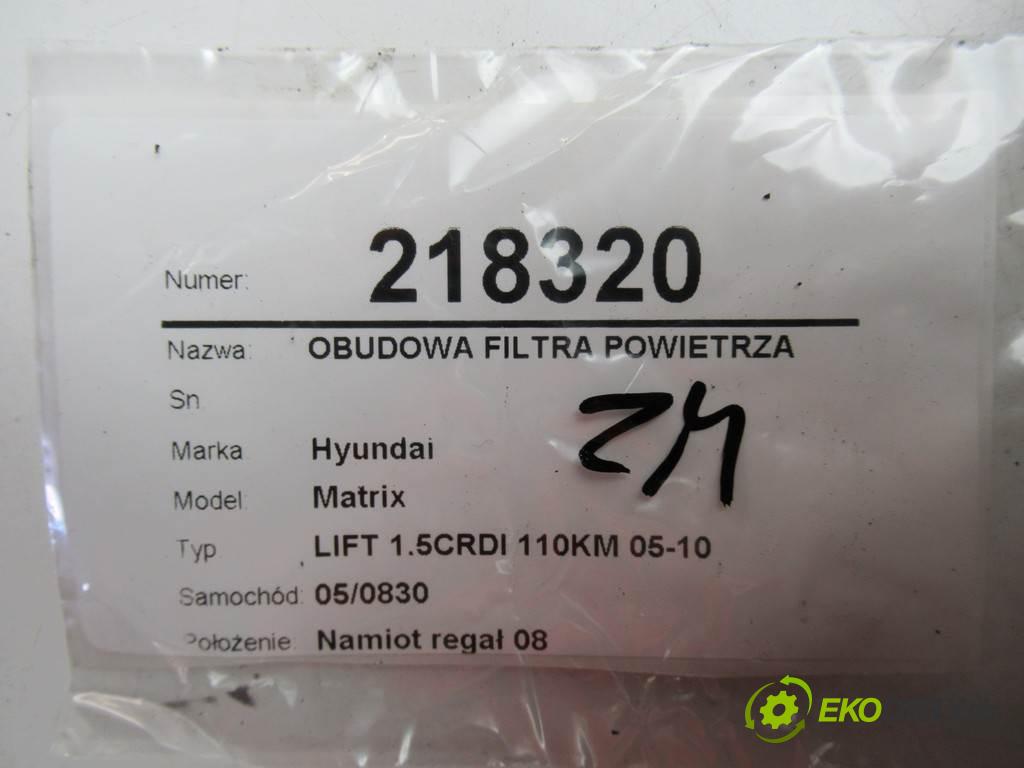 Numer: 218320
Nazwa: OBUDOWA FILTRA POWIETRZA
Sn
Marka Hyundai
Model: Matrix
Typ LIFT 1.5CRDI 110KM 05-10
Samochód: 05/0830
Położenie: Namiot regał 08
EKO